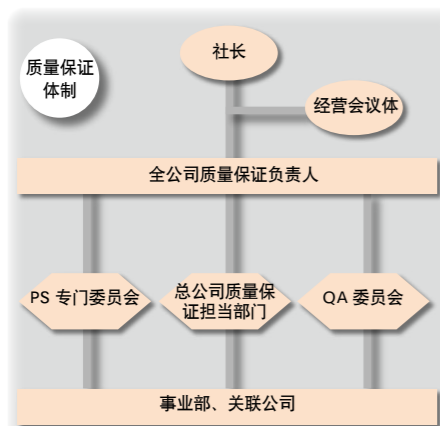 质量保证
体制
社长
经营会议体
全公司质量保证负责人
PS 专门委员会
总公司质量保
证担当部门
QA 委员会
事业部、关联公司